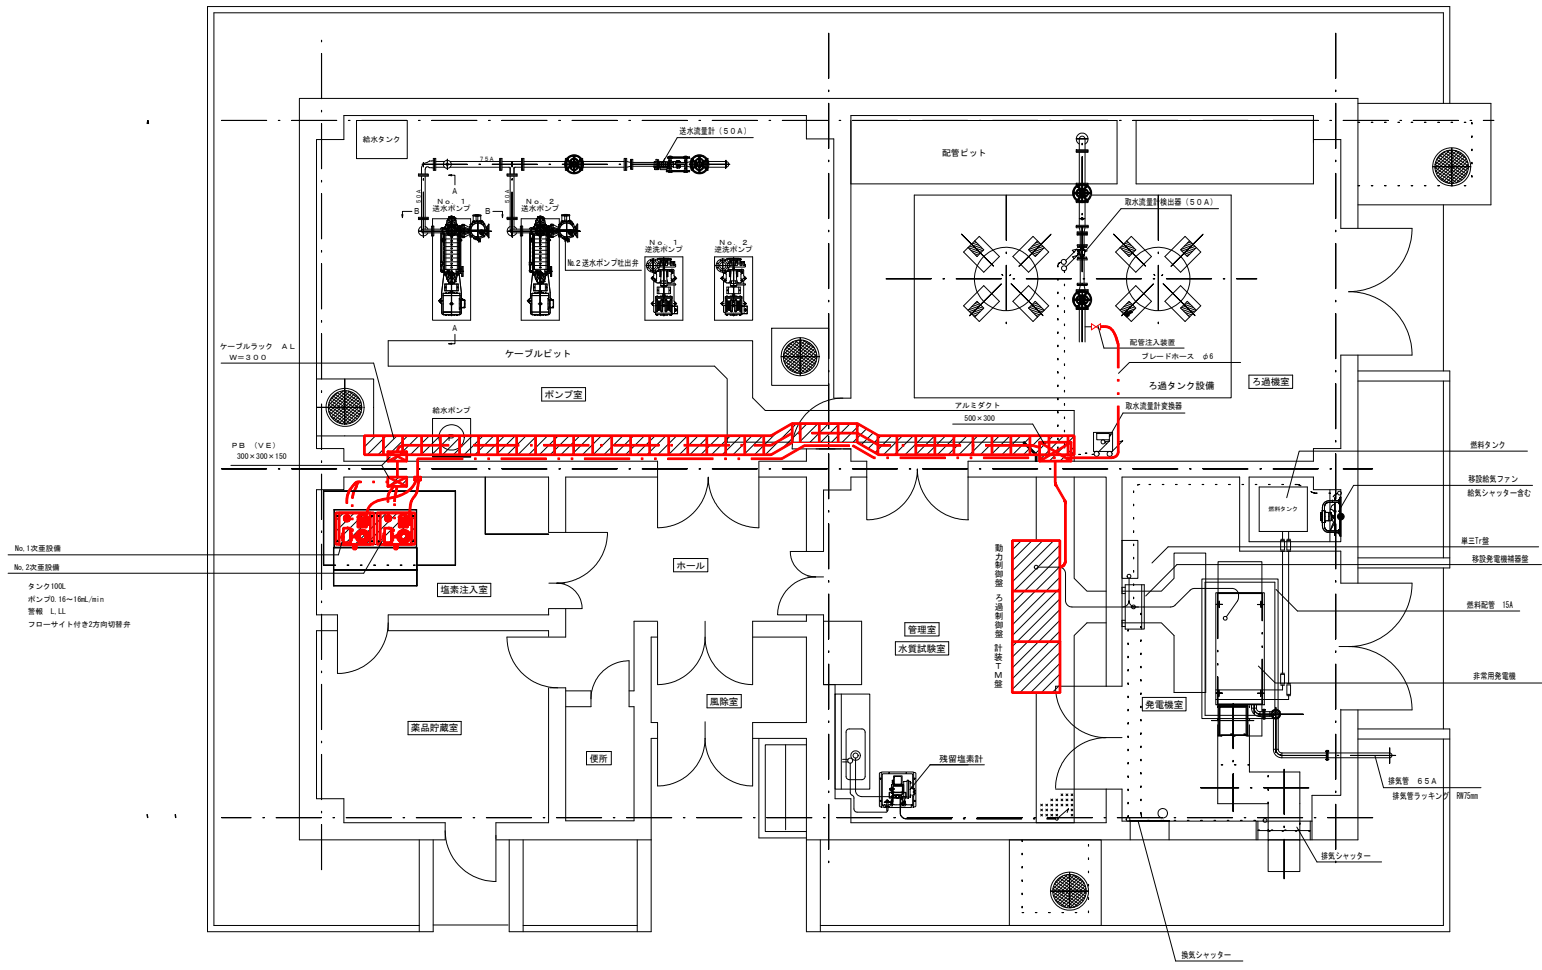 給水タンク
送水流量計（５０Ａ）
７５Ａ
５０Ａ
５０Ａ
Ａ
Ｂ
Ｂ
Ｎｏ．１
送水ポンプ
Ｎｏ．２
送水ポンプ
№２送水ポンプ吐出弁
Ｎｏ．１
逆洗ポンプ
Ｎｏ．２
逆洗ポンプ
Ａ
配管ピット
取水流量計検出器（５０Ａ）
配管注入装置
ブレードホース　φ６
ろ過タンク設備
ろ過機室
取水流量計変換器
アルミダクト
500×300
ケーブルラック　ＡＬ
Ｗ＝３００
ケーブルピット
ポンプ室
給水ポンプ
ＰＢ　（ＶＥ）
300×300×150
燃料タンク
移設給気ファン
給気シャッター含む
燃料タンク
単三Tr盤
移設発電機補器盤
燃料配管　15A
非常用発電機
No.1次亜設備
No.2次亜設備
タンク100L
ポンプ0.16～16mL/min
警報　L.LL
フローサイト付き2方向切替弁
塩素注入室
ホール
動力制御盤
ろ過制御盤
計装ＴＭ盤
管理室
水質試験室
発電機室
風除室
薬品貯蔵室
便所
残留塩素計
排気管　６５Ａ
排気管ラッキング　RW75mm
排気シャッター
換気シャッター